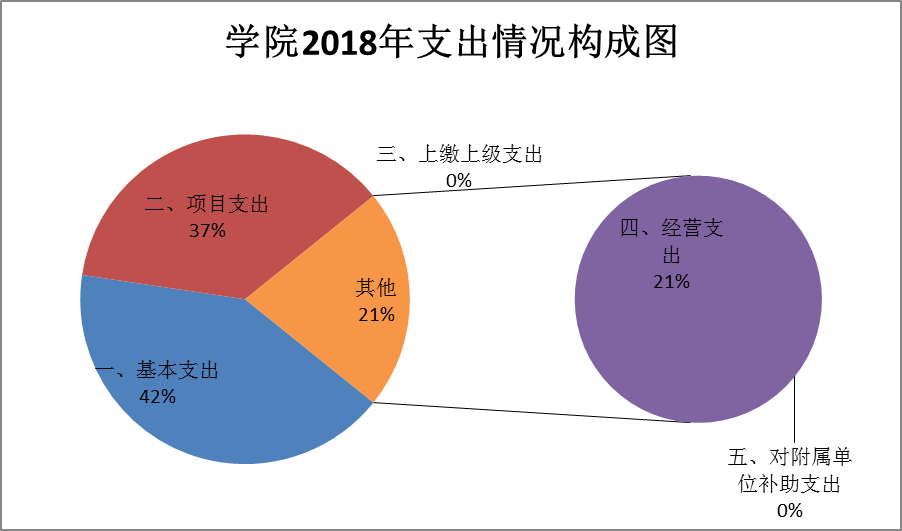 学院2018年支出情况构成图
三、上缴上级支出
0%
二、项目支出
37%
其他
21%
一、基本支出
42%
四、经营支
出
21%
五、对附属单
位补助支出
0%